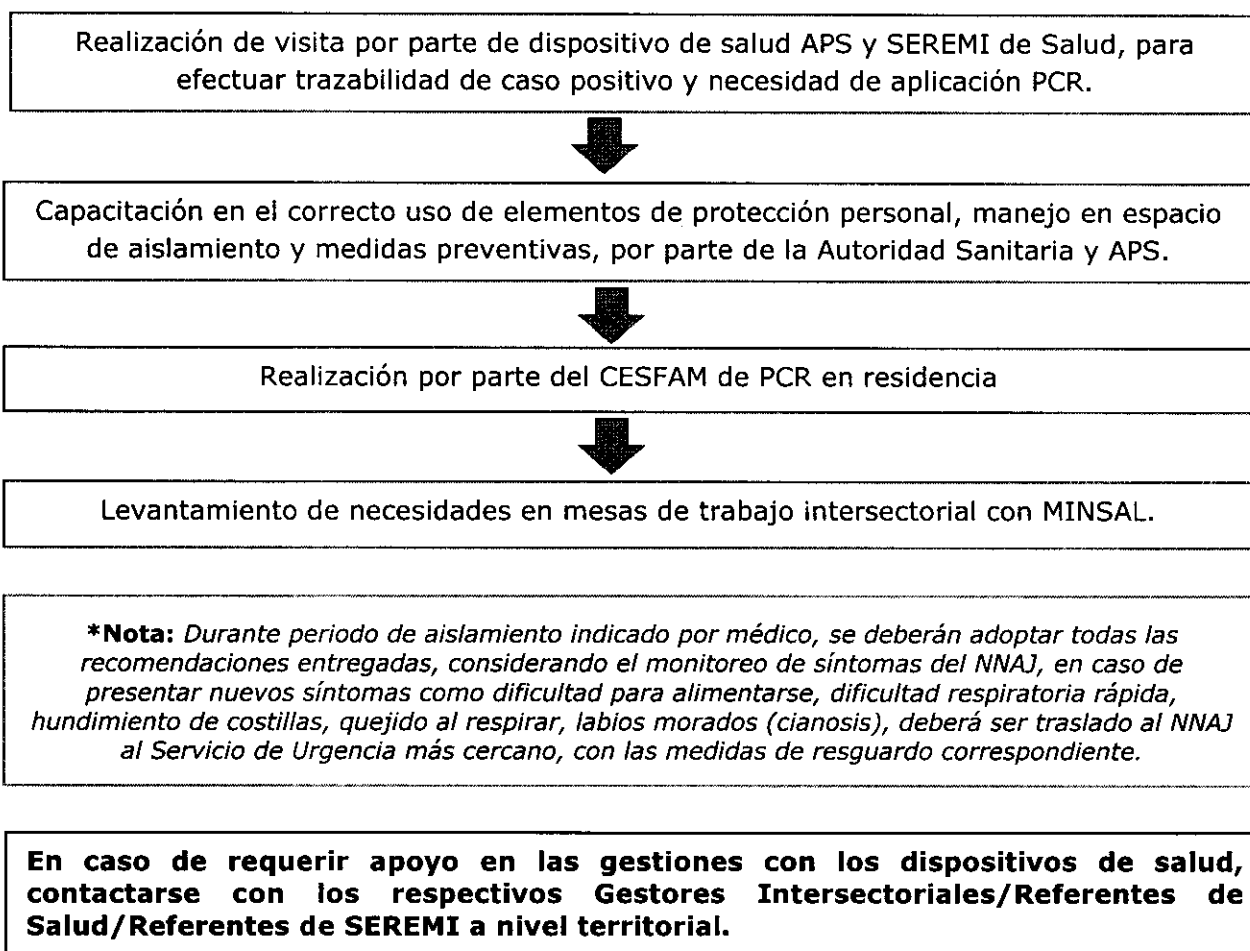 Realización de visita por parte de dispositivo de salud APS y SEREMI de Salud, para
efectuar trazabilidad de caso positivo y necesidad de aplicación PCR.
Capacitación en el correcto uso de elementos de protección personal, manejo en espacio
de aislamiento y medidas preventivas, por parte de la Autoridad Sanitaria y APS.
Realización por parte del CESFAM de PCR en residencia
Levantamiento de necesidades en mesas de trabajo intersectorial con MINSAL.
*Nota: Durante periodo de aislamiento indicado por médico, se deberán adoptar todas las
recomendaciones entregadas, considerando el monitoreo de síntomas del NNAJ, en caso de
presentar nuevos síntomas como dificultad para alimentarse, dificultad respiratoria rápida,
hundimiento de costillas, quejido al respirar, labios morados (cianosis), deberá ser traslado al NNAJ
al Servicio de Urgencia más cercano, con las medidas de resguardo correspondiente.
En caso de requerir apoyo en las gestiones con los dispositivos de salud,
contactarse con los respectivos Gestores Intersectoriales/Referentes de
Salud/Referentes de SEREMI a nivel territorial.